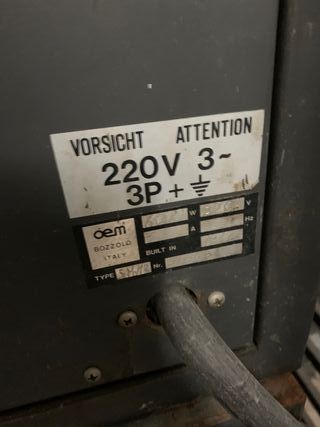 VORSICHT ATTENTION
220V 3~
3P + ⏚
oem
BOZZOLO
ITALY
W V
A Hz
BUILT IN
TYPE Nr.